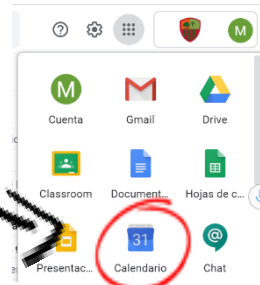 M
M
Cuenta
Gmail
Drive
Classroom
Document...
Hojas de c...
31
Presentac...
Calendario
Chat